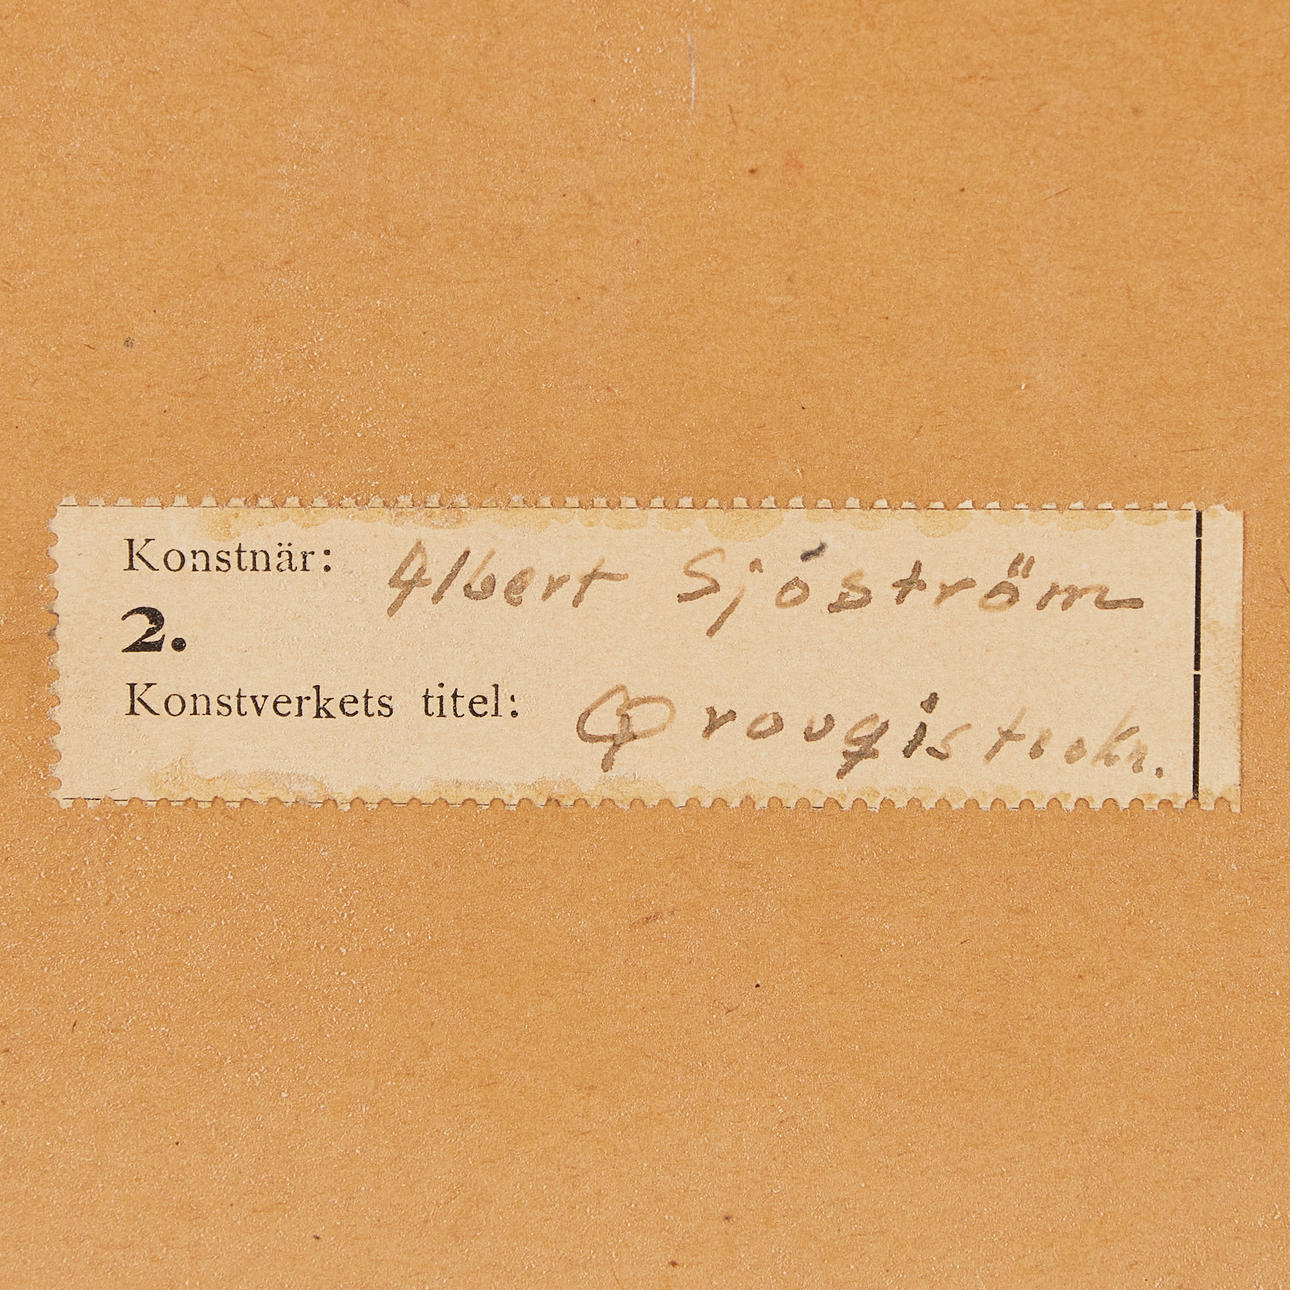 Konstnär: Albert Sjöström
2.
Konstverkets titel: